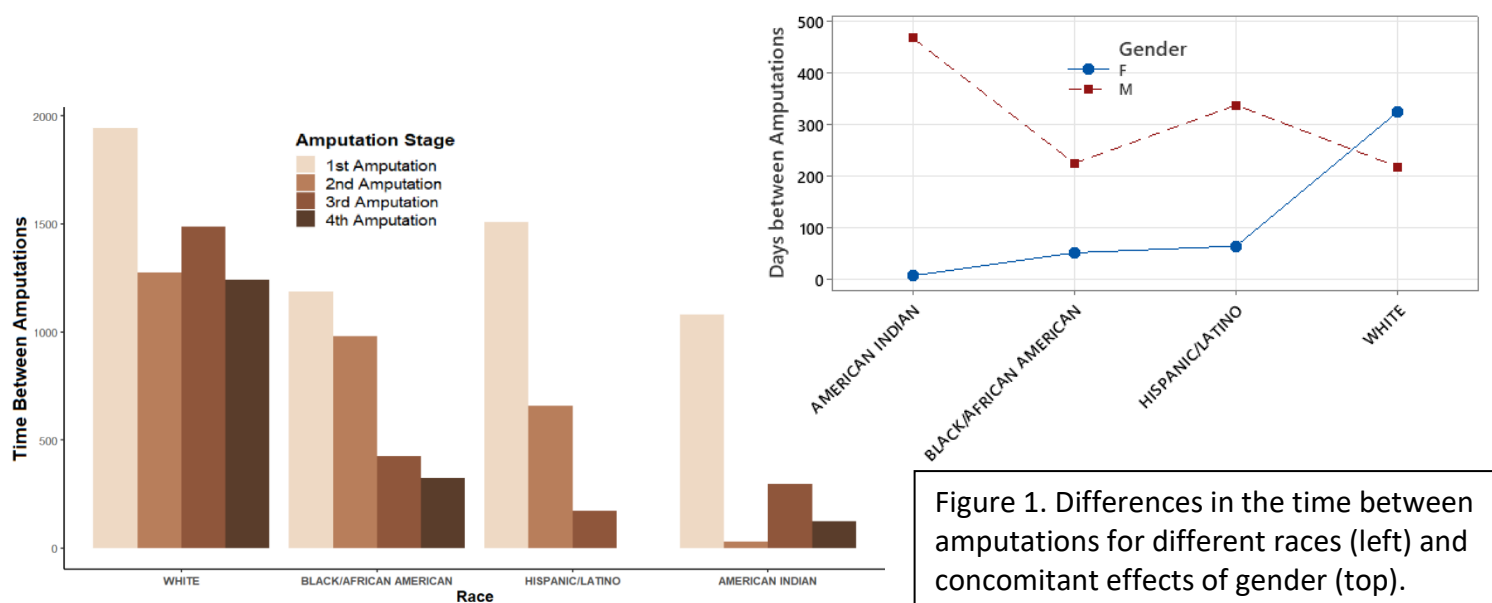 Time Between Amputations
2000
1500
1000
500
0
Amputation Stage
1st Amputation
2nd Amputation
3rd Amputation
4th Amputation
WHITE
BLACK/AFRICAN AMERICAN
HISPANIC/LATINO
AMERICAN INDIAN
Race
Days between Amputations
500
400
300
200
100
0
Gender
F
M
AMERICAN INDIAN
BLACK/AFRICAN AMERICAN
HISPANIC/LATINO
WHITE
Figure 1. Differences in the time between
amputations for different races (left) and
concomitant effects of gender (top).